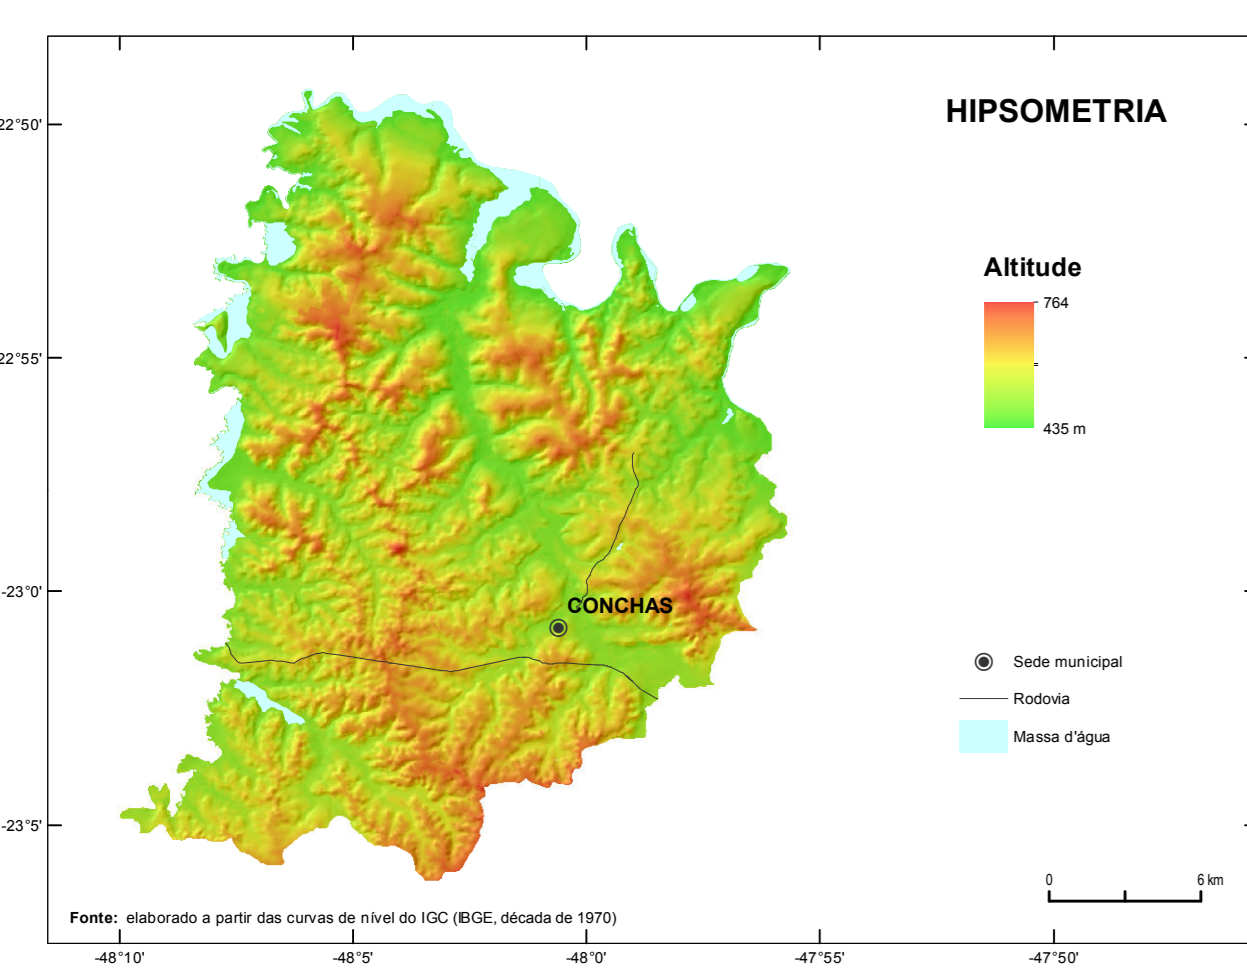 HIPSOMETRIA
22°50'
Altitude
764
=
435 m
22°55'
-23°0'
CONCHAS
Sede municipal
Rodovia
Massa d'água
-23°5'
0 6 km
Fonte: elaborado a partir das curvas de nível do IGC (IBGE, década de 1970)
-48°10' -48°5' -48°0' -47°55' -47°50'